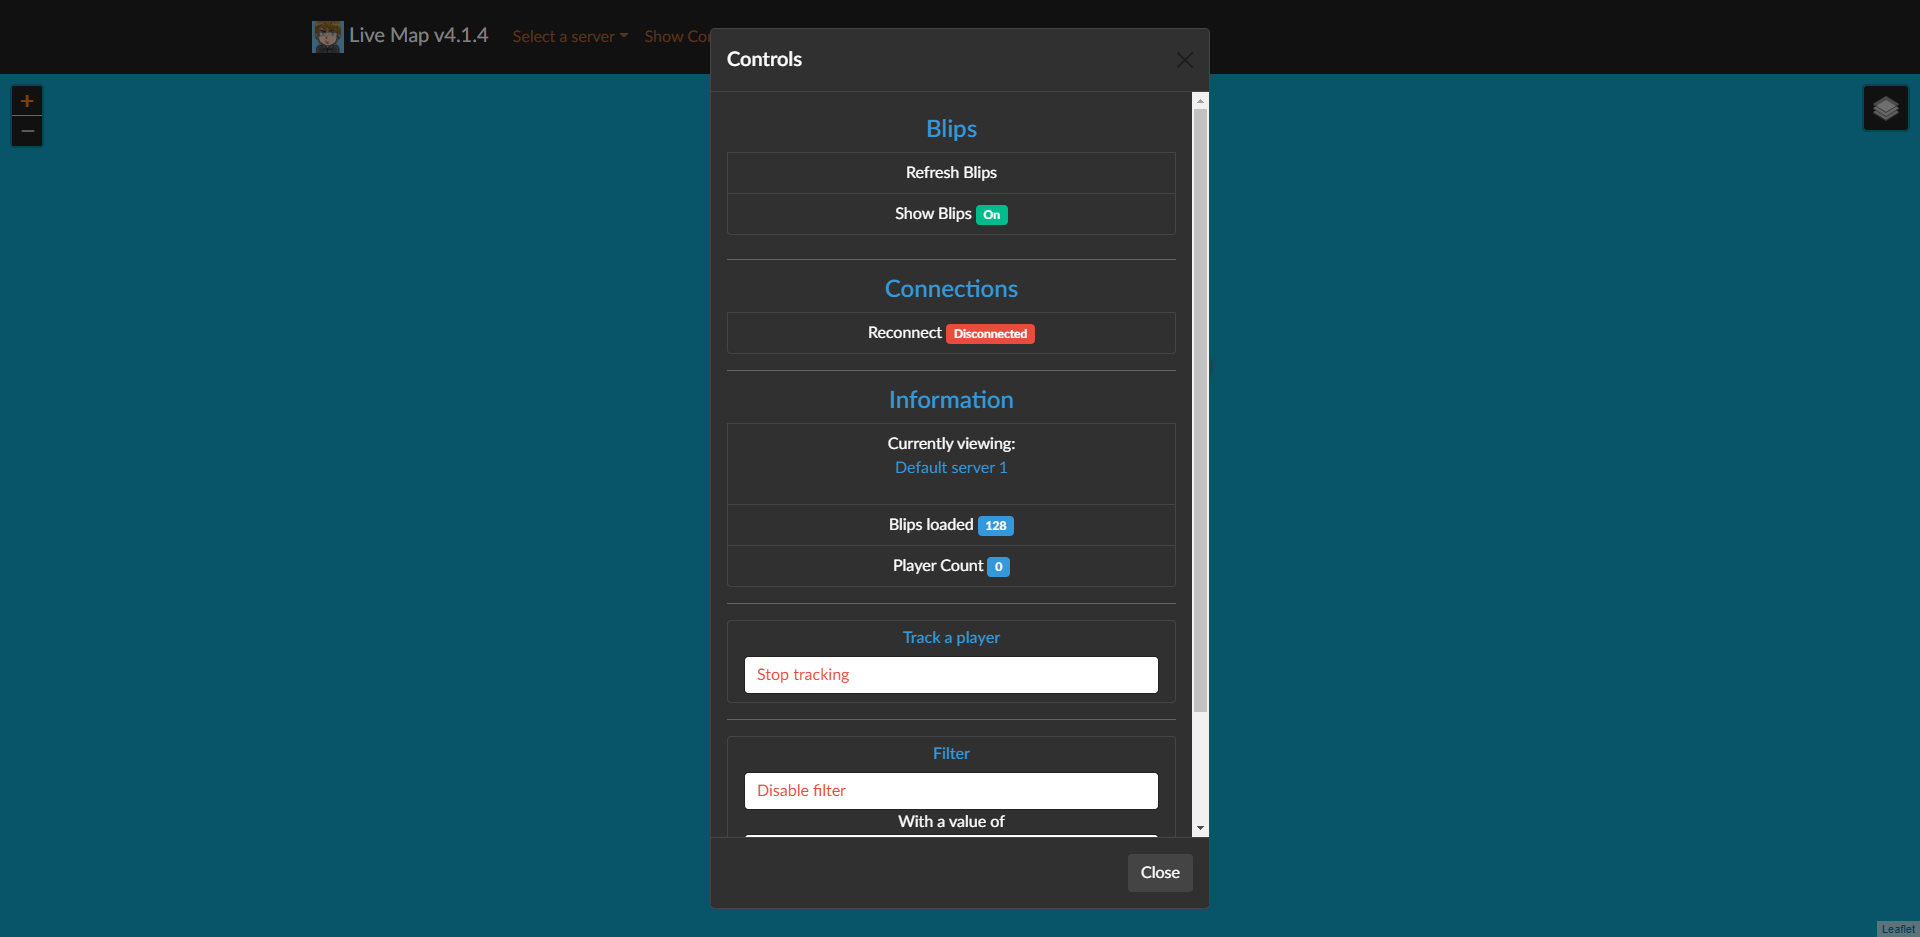 Live Map v4.1.4 Select a server Show
Controls
Blips
Refresh Blips
Show Blips On
Connections
Reconnect Disconnected
Information
Currently viewing:
Default server 1
Blips loaded 128
Player Count 0
Track a player
Stop tracking
Filter
Disable filter
With a value of
Close
Leaflet